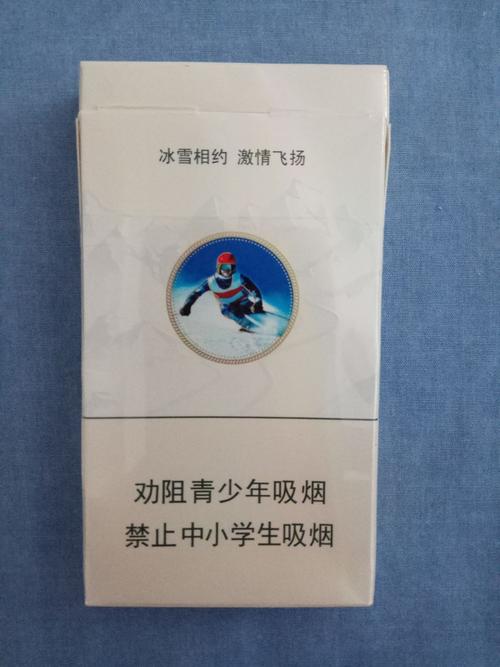 冰雪相约 激情飞扬
劝阻青少年吸烟
禁止中小学生吸烟